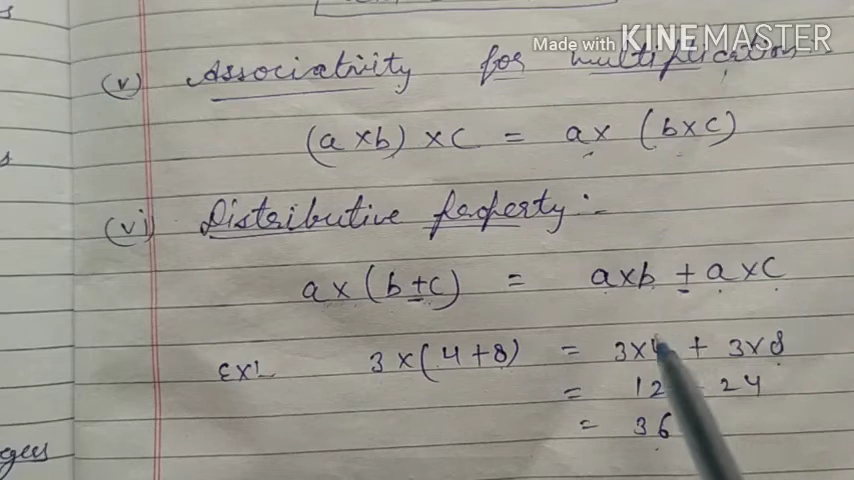 Made with KINEMASTER
(v) Associativity for multiplication
(a×b) ×c = a× (b×c)
(vi) Distributive Property:-
a× (b+c) = a×b + a×c
Ex:- 3×(4+8) = 3×4 + 3×8
= 12 24
= 36
gers